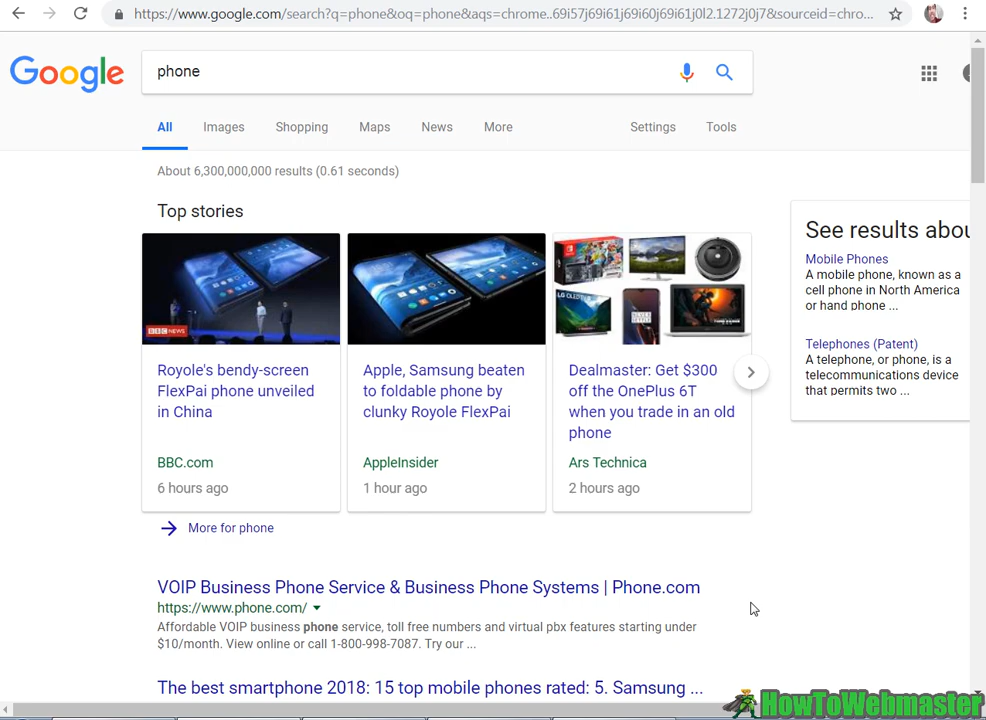 https://www.google.com/search?q=phone&oq=phone&aqs=chrome..69i57j69i61j69i60j69i61j0l2.1272j0j7&sourceid=chro...
Google
phone
All Images Shopping Maps News More Settings Tools
About 6,300,000,000 results (0.61 seconds)
Top stories
BBC NEWS
Royole's bendy-screen
FlexPai phone unveiled
in China
BBC.com
6 hours ago
Apple, Samsung beaten
to foldable phone by
clunky Royole FlexPai
AppleInsider
1 hour ago
Dealmaster: Get $300
off the OnePlus 6T
when you trade in an old
phone
Ars Technica
2 hours ago
More for phone
See results abou
Mobile Phones
A mobile phone, known as a
cell phone in North America
or hand phone ...
Telephones (Patent)
A telephone, or phone, is a
telecommunications device
that permits two ...
VOIP Business Phone Service & Business Phone Systems | Phone.com
https://www.phone.com/
Affordable VOIP business phone service, toll free numbers and virtual pbx features starting under
$10/month. View online or call 1-800-998-7087. Try our ...
The best smartphone 2018: 15 top mobile phones rated: 5. Samsung ...
HowToWebmaster